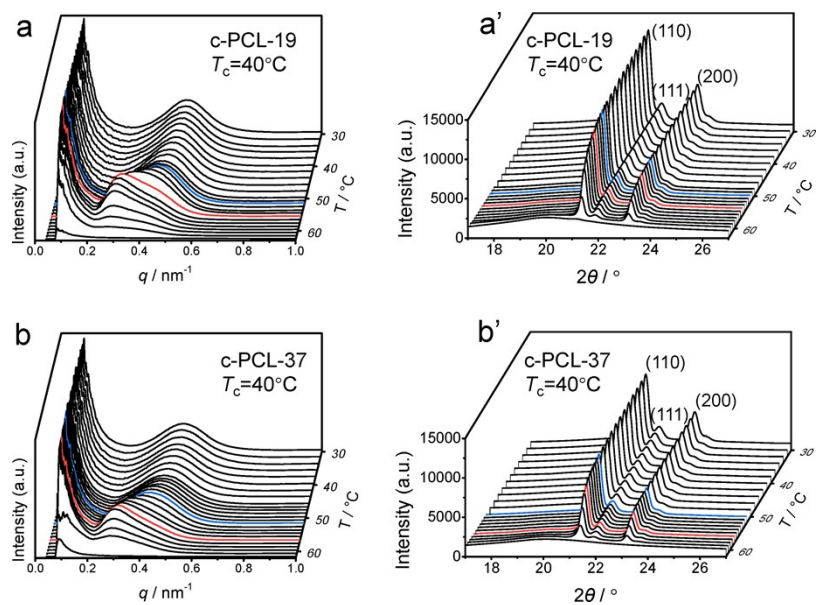 a
c-PCL-19
Tc=40°C
Intensity (a.u.)
0.0 0.2 0.4 0.6 0.8 1.0
q / nm-1
30
40
50
60
T / °C
a’
c-PCL-19
Tc=40°C
(110)
(111)
(200)
Intensity (a.u.)
15000
10000
5000
0
18 20 22 24 26
2θ / °
30
40
50
60
T / °C
b
c-PCL-37
Tc=40°C
Intensity (a.u.)
0.0 0.2 0.4 0.6 0.8 1.0
q / nm-1
30
40
50
60
T / °C
b’
c-PCL-37
Tc=40°C
(110)
(111)
(200)
Intensity (a.u.)
15000
10000
5000
0
18 20 22 24 26
2θ / °
30
40
50
60
T / °C